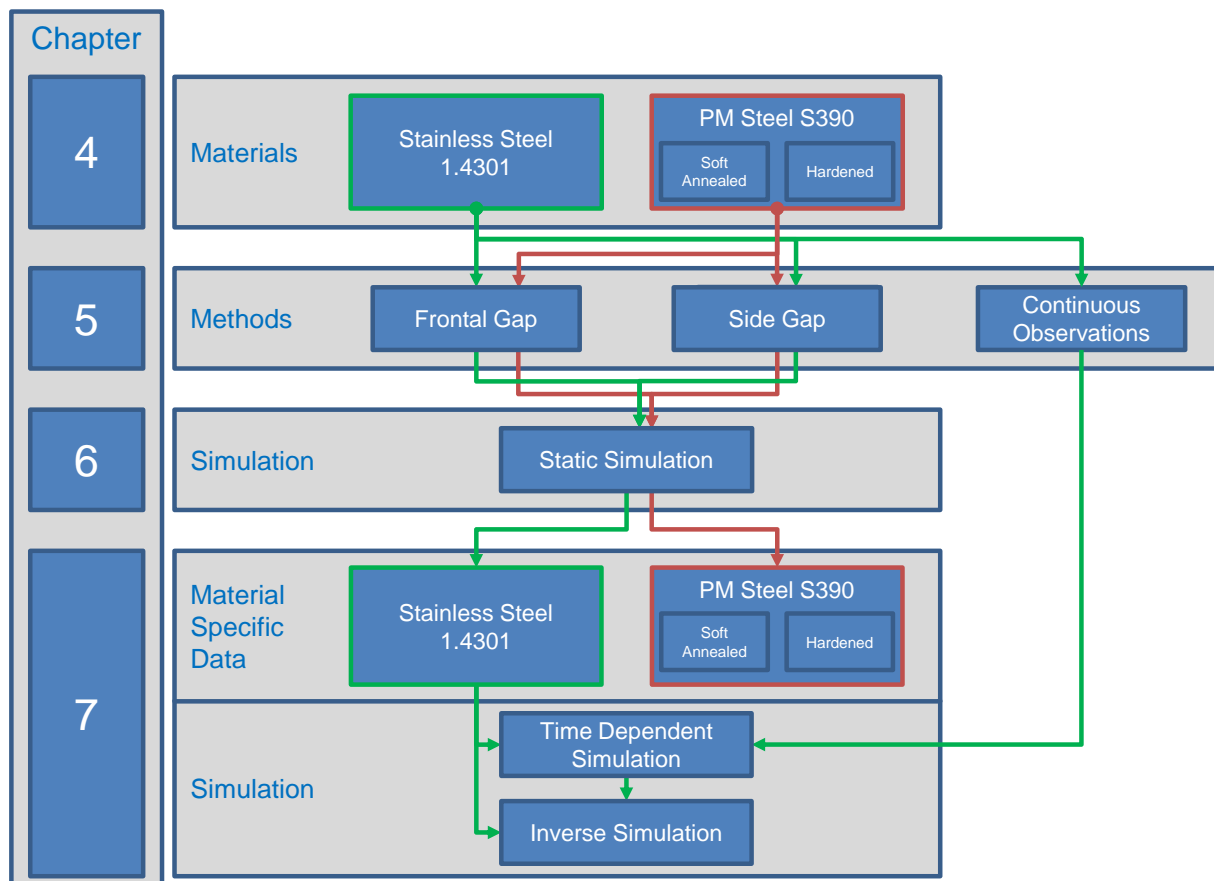 Chapter
4
Materials
Stainless Steel
1.4301
PM Steel S390
Soft
Annealed
Hardened
5
Methods
Frontal Gap
Side Gap
Continuous
Observations
6
Simulation
Static Simulation
7
Material
Specific
Data
Stainless Steel
1.4301
PM Steel S390
Soft
Annealed
Hardened
Simulation
Time Dependent
Simulation
Inverse Simulation